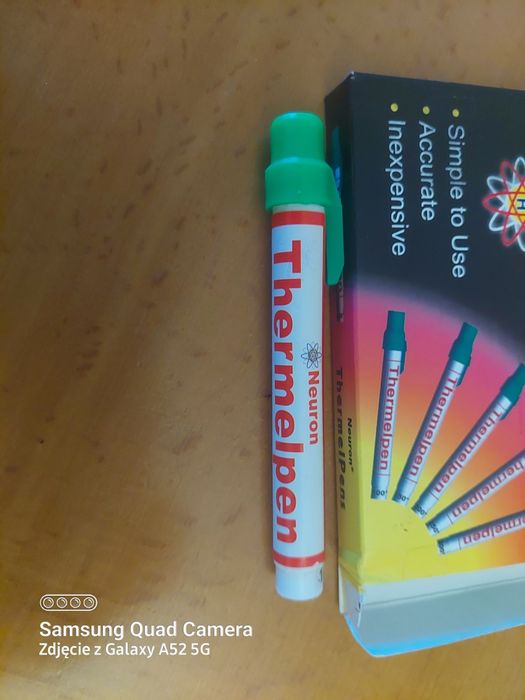 Neuron
Thermelpen
• Simple to Use
• Accurate
• Inexpensive
Neuron®
ThermelPens
Thermelpen
Thermelpen
Thermelpen
Thermelpen
Thermelpen
Samsung Quad Camera
Zdjęcie z Galaxy A52 5G